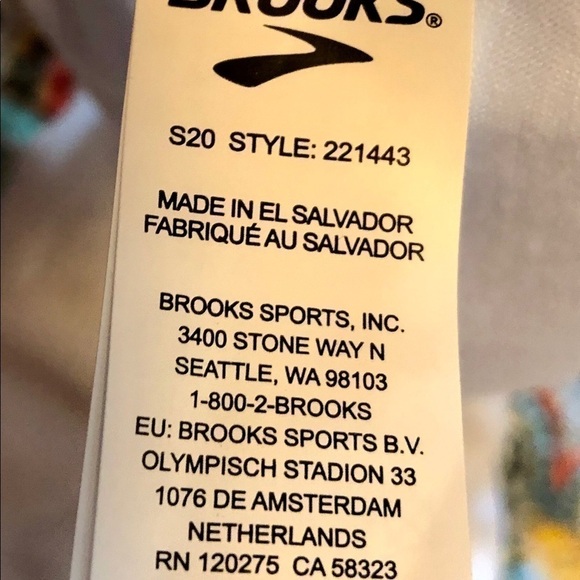 BROOKS®
S20 STYLE: 221443
MADE IN EL SALVADOR
FABRIQUÉ AU SALVADOR
BROOKS SPORTS, INC.
3400 STONE WAY N
SEATTLE, WA 98103
1-800-2-BROOKS
EU: BROOKS SPORTS B.V.
OLYMPISCH STADION 33
1076 DE AMSTERDAM
NETHERLANDS
RN 120275 CA 58323